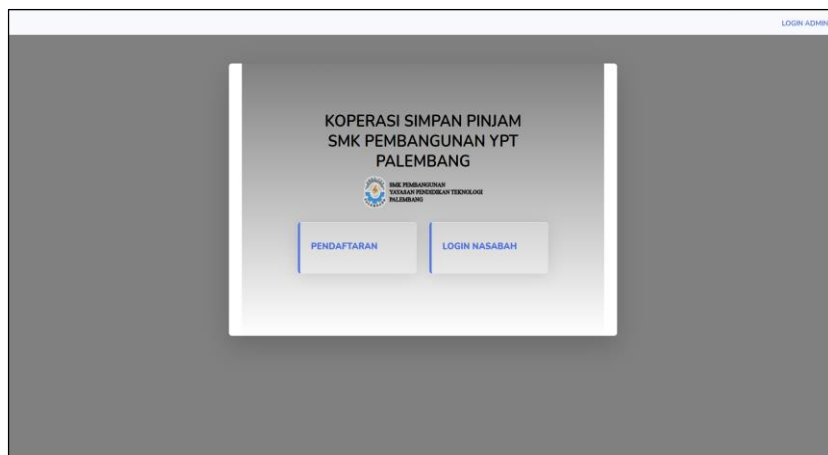 LOGIN ADMIN
KOPERASI SIMPAN PINJAM
SMK PEMBANGUNAN YPT
PALEMBANG
SMK PEMBANGUNAN
YAYASAN PENDIDIKAN TEKNOLOGI
PALEMBANG
PENDAFTARAN
LOGIN NASABAH